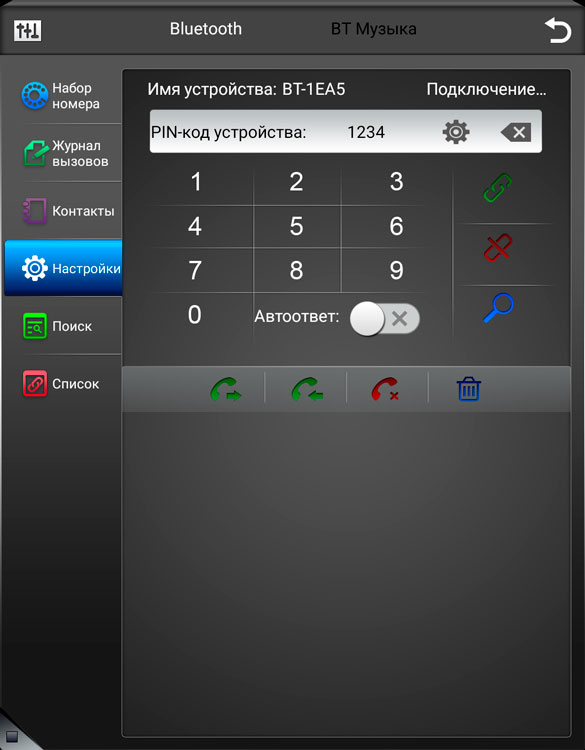 Bluetooth
BT Музыка
Набор
номера
Журнал
вызовов
Контакты
Настройки
Поиск
Список
Имя устройства: BT-1EA5
Подключение...
PIN-код устройства: 1234
1 2 3
4 5 6
7 8 9
0 Автоответ: